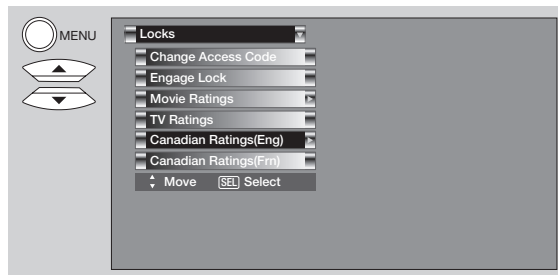 MENU
Locks
Change Access Code
Engage Lock
Movie Ratings
TV Ratings
Canadian Ratings(Eng)
Canadian Ratings(Frn)
Move SEL Select